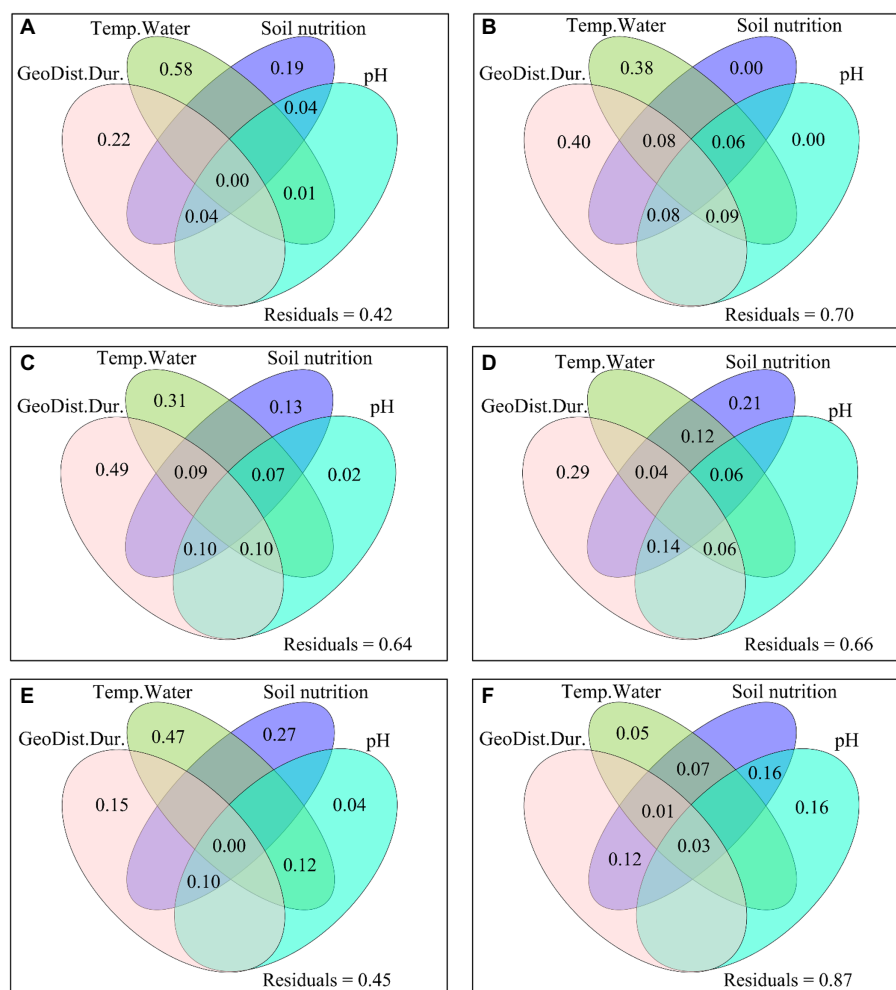 A
Temp.Water Soil nutrition
GeoDist.Dur. pH
0.58 0.19
0.04
0.22
0.00
0.01
0.04
Residuals = 0.42
B
Temp.Water Soil nutrition
GeoDist.Dur. pH
0.38 0.00
0.40 0.08 0.06 0.00
0.08 0.09
Residuals = 0.70
C
Temp.Water Soil nutrition
GeoDist.Dur. pH
0.31 0.13
0.49 0.09 0.07 0.02
0.10 0.10
Residuals = 0.64
D
Temp.Water Soil nutrition
GeoDist.Dur. pH
0.21
0.12
0.29 0.04 0.06
0.14 0.06
Residuals = 0.66
E
Temp.Water Soil nutrition
GeoDist.Dur. pH
0.47 0.27
0.15 0.04
0.00
0.12
0.10
Residuals = 0.45
F
Temp.Water Soil nutrition
GeoDist.Dur. pH
0.05
0.07 0.16
0.01 0.16
0.12 0.03
Residuals = 0.87